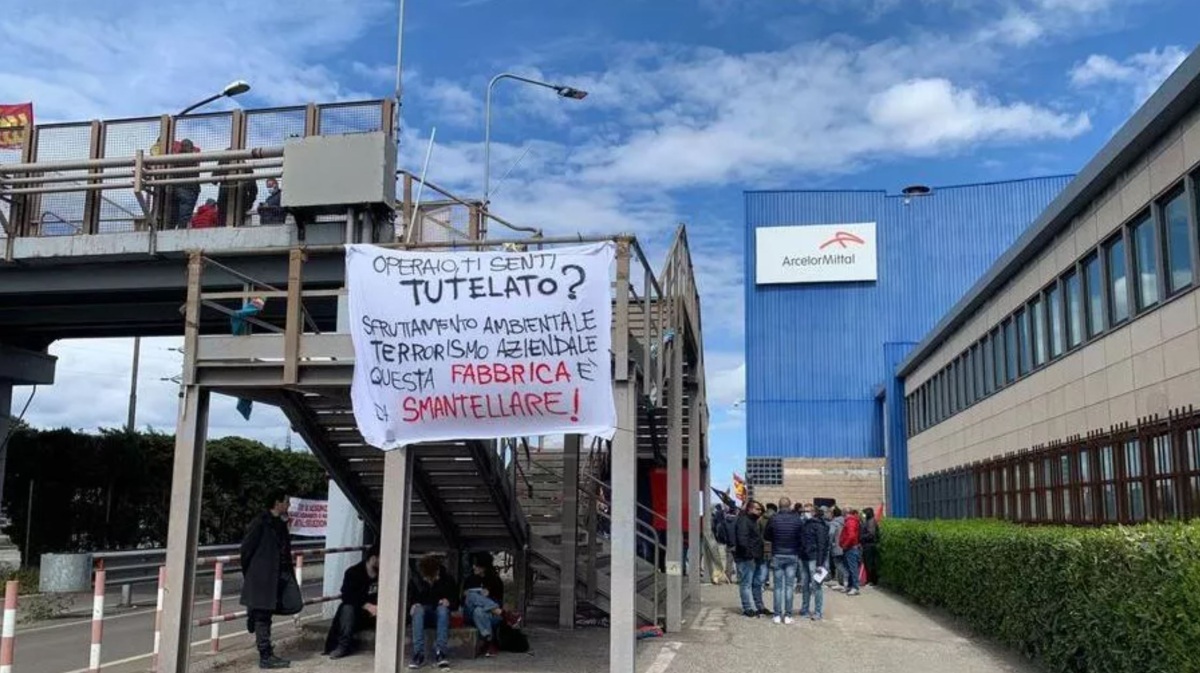 OPERAIO, TI SENTI
TUTELATO?
SFRUTTAMENTO AMBIENTALE
TERRORISMO AZIENDALE
QUESTA FABBRICA È
DA SMANTELLARE!
ArcelorMittal